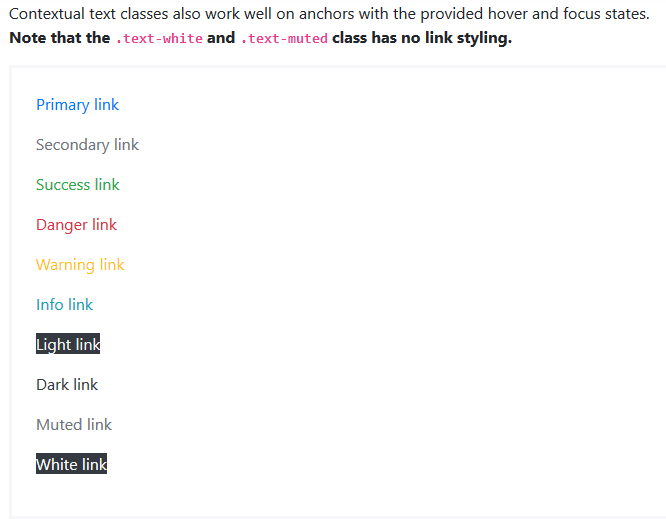 Contextual text classes also work well on anchors with the provided hover and focus states.
Note that the .text-white and .text-muted class has no link styling.
Primary link
Secondary link
Success link
Danger link
Warning link
Info link
Light link
Dark link
Muted link
White link